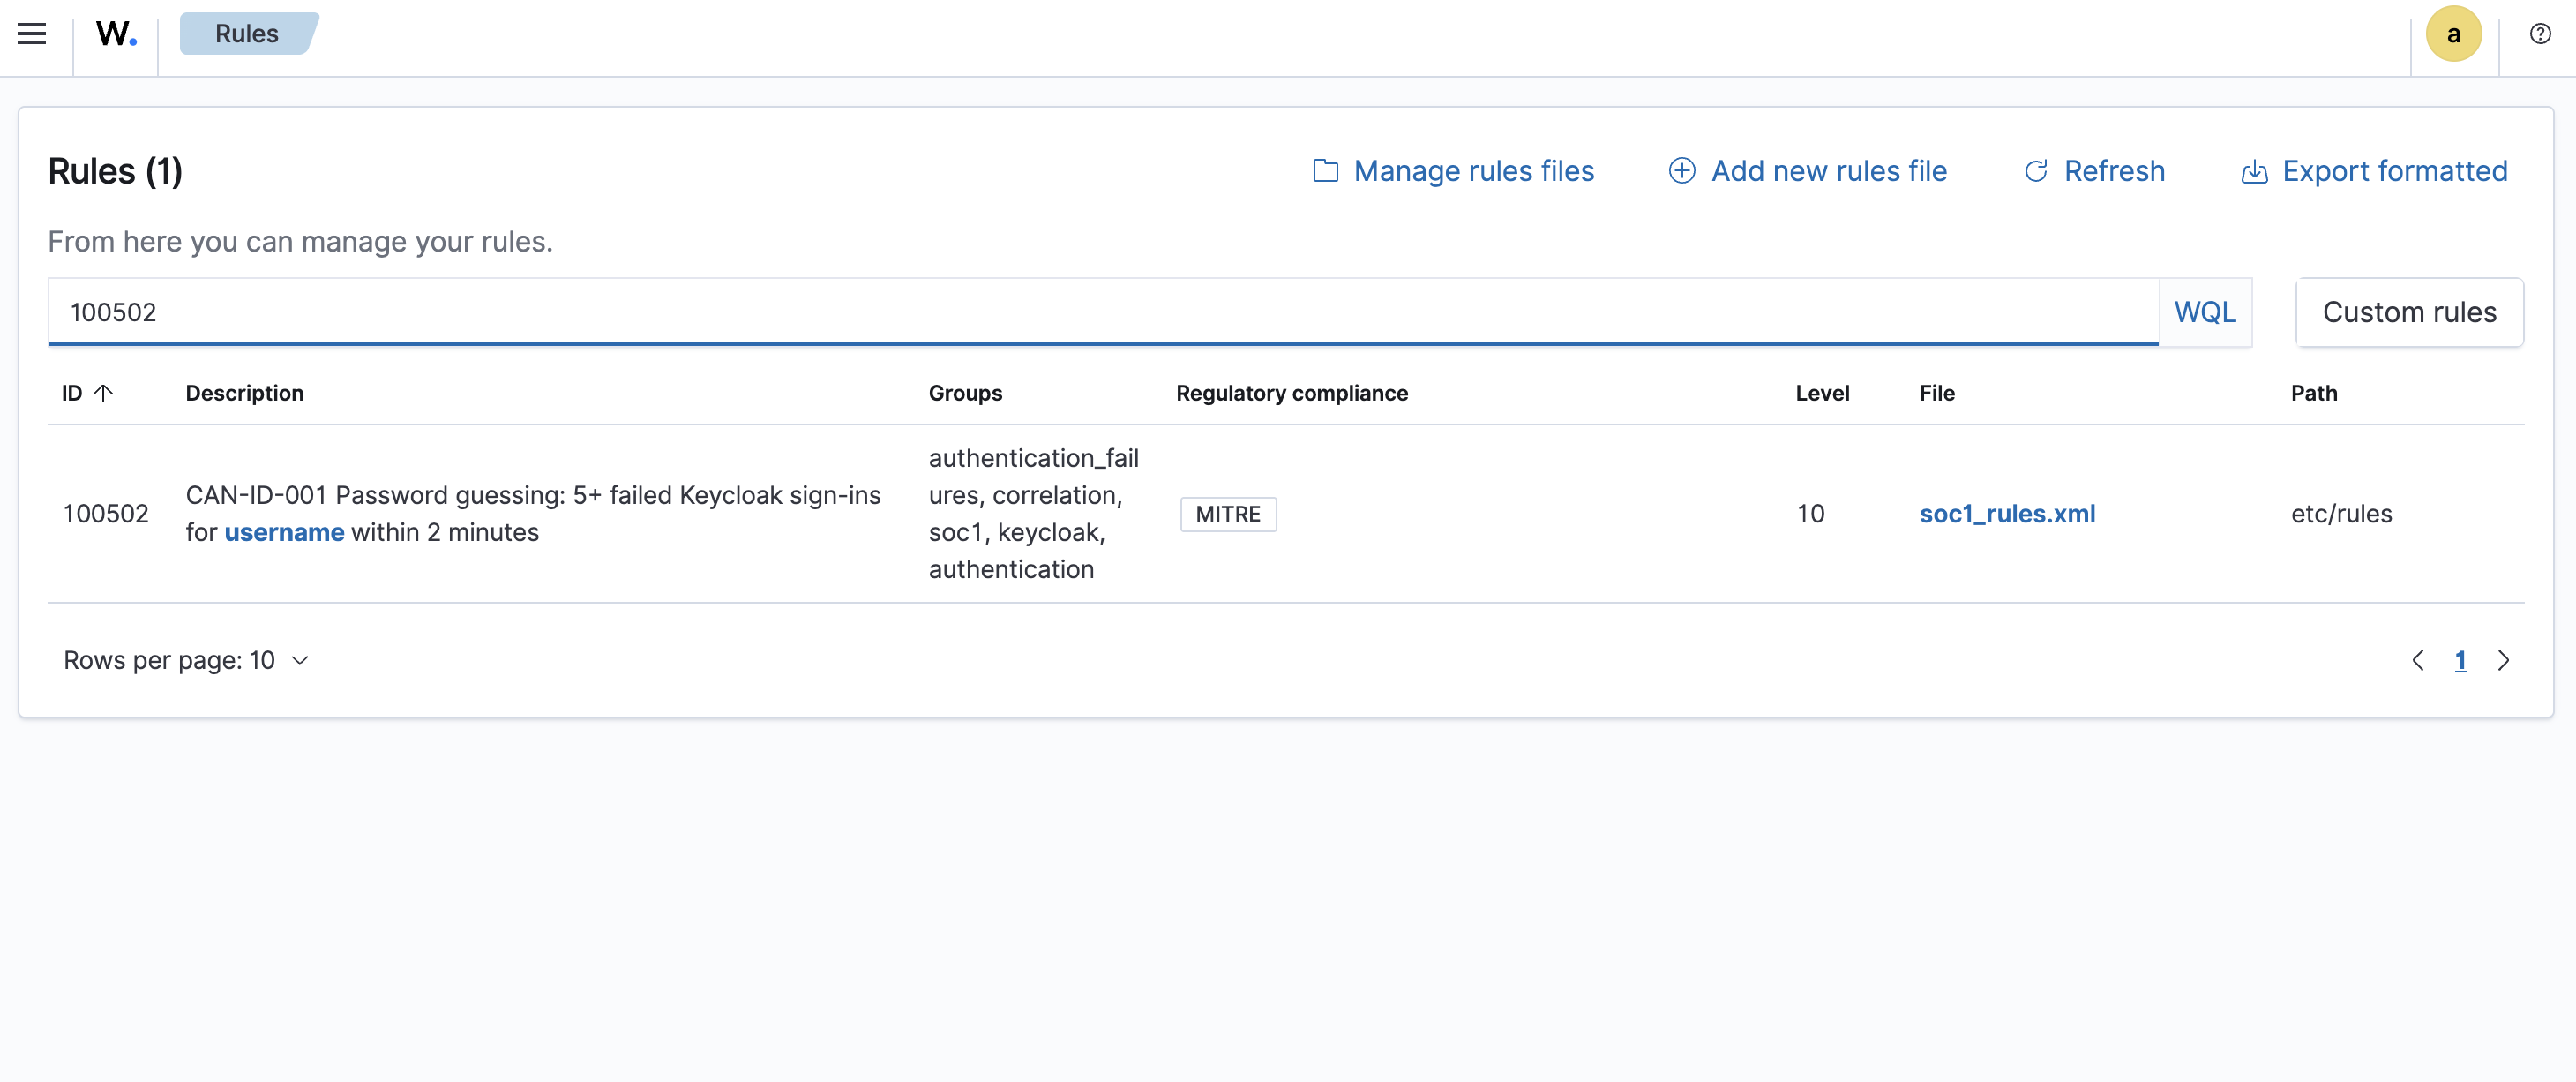 W.
Rules
a
Rules (1)
Manage rules files
Add new rules file
Refresh
Export formatted
From here you can manage your rules.
100502
WQL
Custom rules
ID
Description
Groups
Regulatory compliance
Level
File
Path
100502
CAN-ID-001 Password guessing: 5+ failed Keycloak sign-ins
for username within 2 minutes
authentication_fail
ures, correlation,
soc1, keycloak,
authentication
MITRE
10
soc1_rules.xml
etc/rules
Rows per page: 10
1